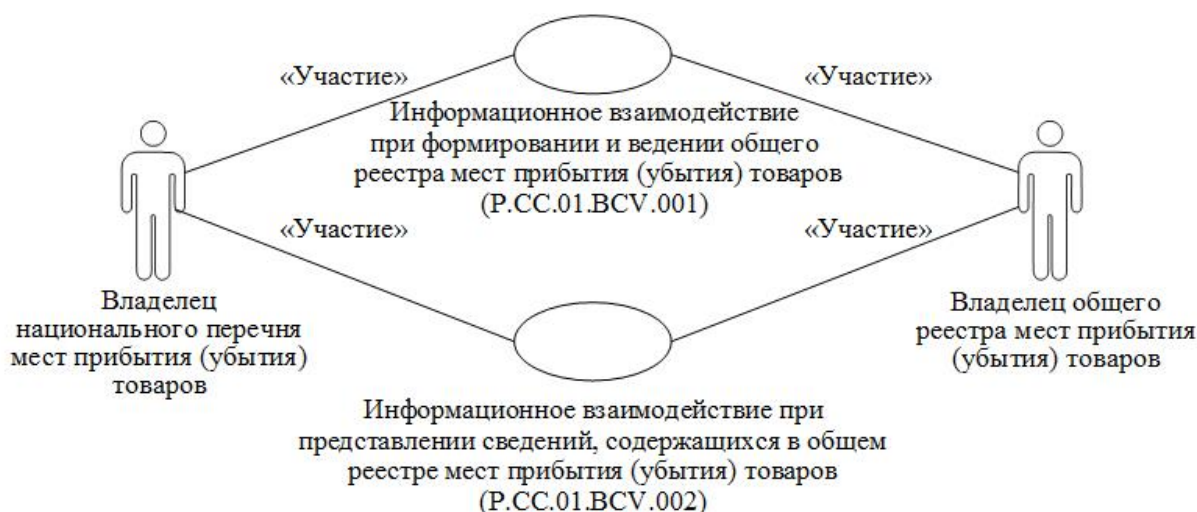 «Участие»
«Участие»
Информационное взаимодействие
при формировании и ведении общего
реестра мест прибытия (убытия) товаров
(P.CC.01.BCV.001)
«Участие»
«Участие»
Владелец
национального перечня
мест прибытия (убытия)
товаров
Владелец общего
реестра мест прибытия
(убытия) товаров
Информационное взаимодействие при
представлении сведений, содержащихся в общем
реестре мест прибытия (убытия) товаров
(P.CC.01.BCV.002)